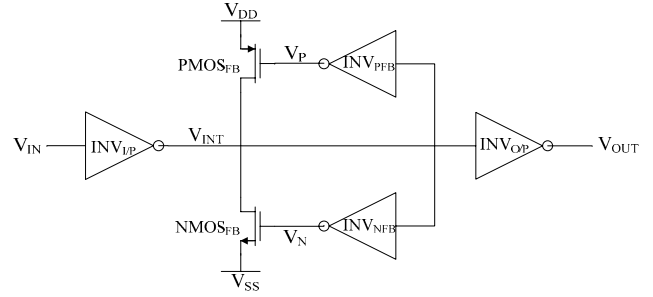 V_DD
PMOS_FB
V_P
INV_PFB
V_IN
INV_I/P
V_INT
INV_O/P
V_OUT
NMOS_FB
V_N
INV_NFB
V_SS